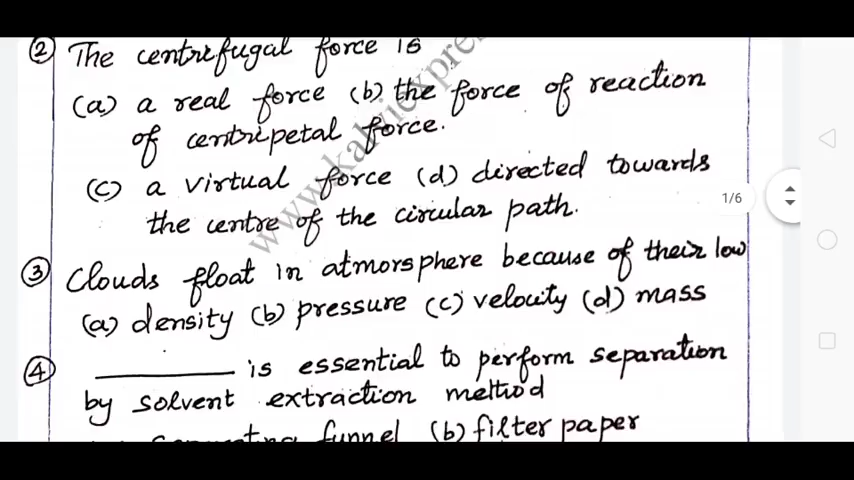 ② The centrifugal force is
(a) a real force (b) the force of reaction
of centripetal force.
(c) a virtual force (d) directed towards
the centre of the circular path.
1/6
③ Clouds float in atmorsphere because of their low
(a) density (b) pressure (c) velouity (d) mass
④ ________ is essential to perform separation
by solvent extraction method
funnel (b) filter paper